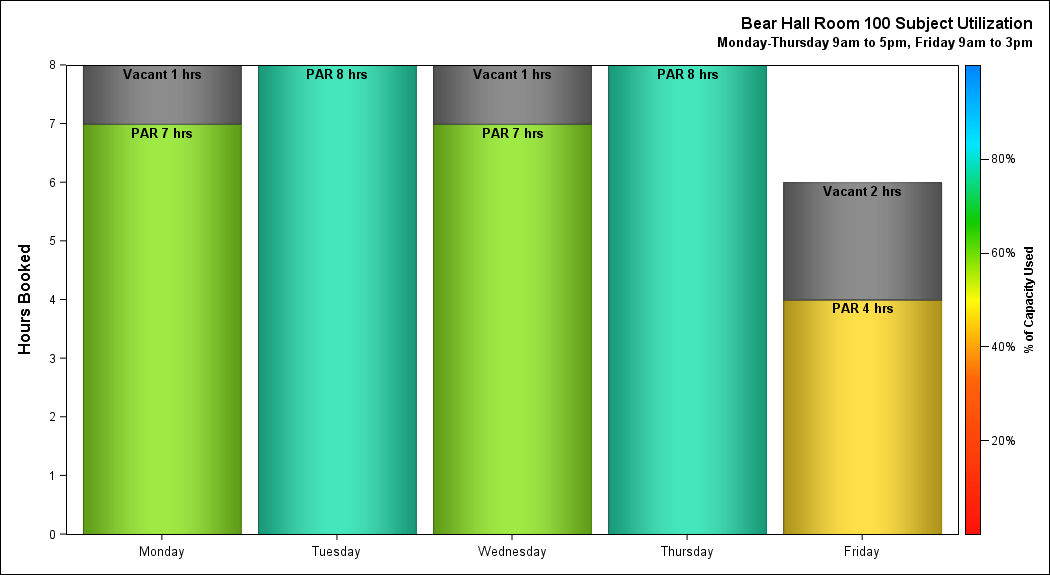 Bear Hall Room 100 Subject Utilization
Monday-Thursday 9am to 5pm, Friday 9am to 3pm
Hours Booked
8
7
6
5
4
3
2
1
0
Vacant 1 hrs
PAR 7 hrs
PAR 8 hrs
Vacant 1 hrs
PAR 7 hrs
PAR 8 hrs
Vacant 2 hrs
PAR 4 hrs
Monday
Tuesday
Wednesday
Thursday
Friday
80%
60%
40%
20%
% of Capacity Used